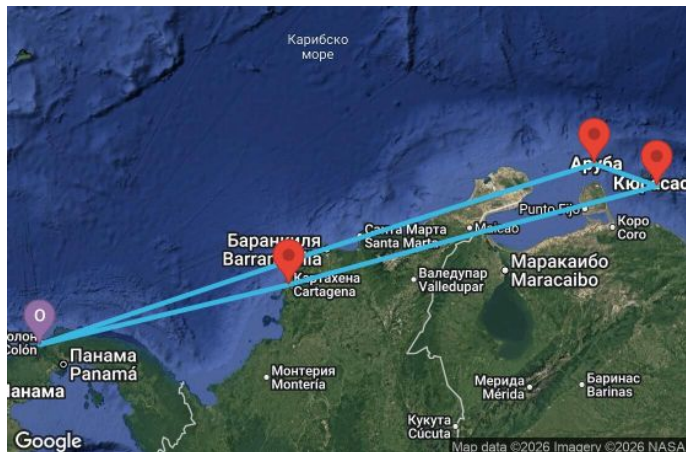 Карибско
море
Аруба
Кюрасао
Punto Fijo
Коро
Coro
Санта Марта
Santa Marta
Maicao
Баранкиля
Barranquilla
Картахена
Cartagena
Маракаибо
Maracaibo
Валедупар
Valledupar
O
Колон
Colón
Панама
Panamá
Панама
Монтерия
Montería
Мерида
Mérida
Баринас
Barinas
Кукута
Cúcuta
Google
Map data ©2026 Imagery ©2026 NASA